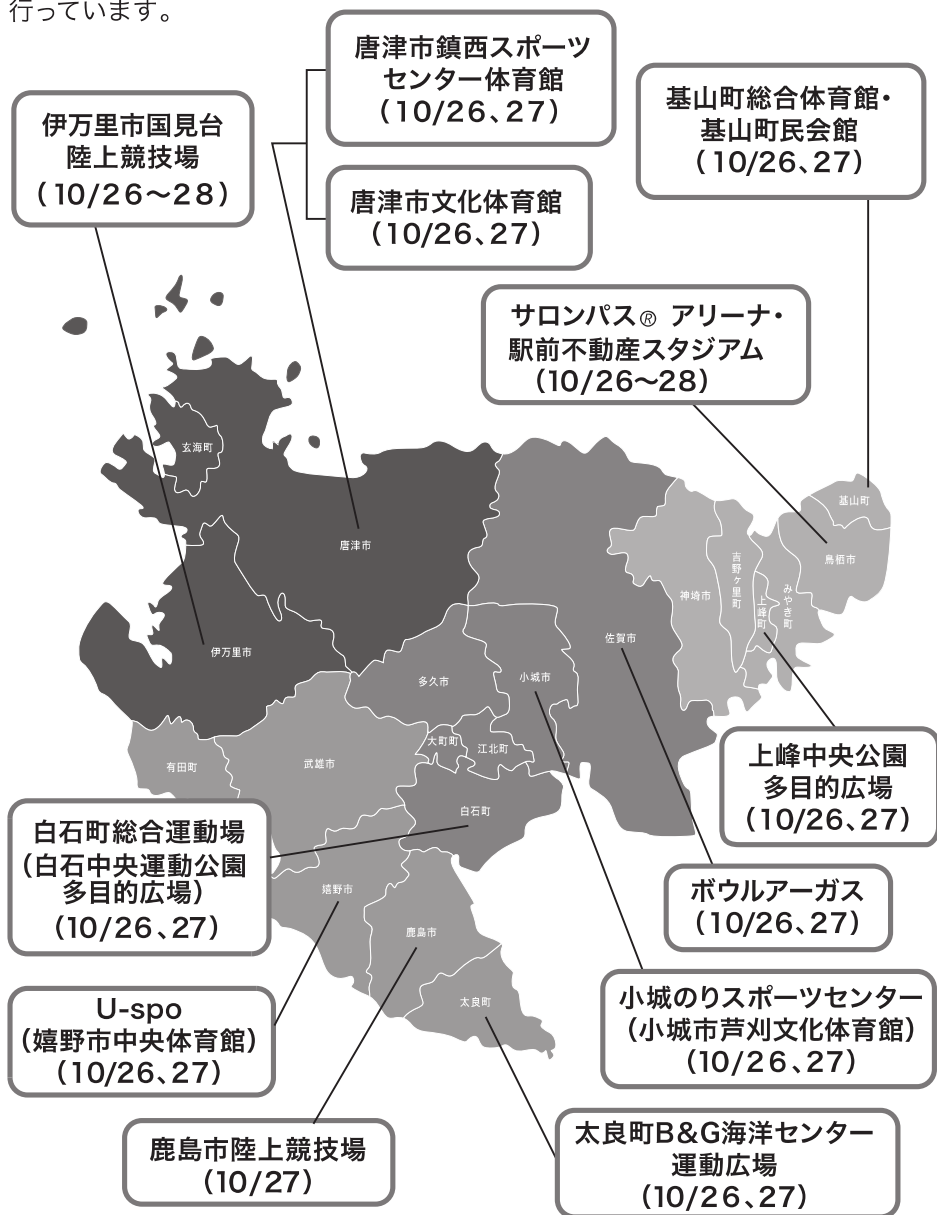 行っています。
唐津市鎮西スポーツ
センター体育館
(10/26、27)
基山町総合体育館・
基山町民会館
(10/26、27)
伊万里市国見台
陸上競技場
(10/26〜28)
唐津市文化体育館
(10/26、27)
サロンパス® アリーナ・
駅前不動産スタジアム
(10/26〜28)
玄海町
唐津市
伊万里市
基山町
鳥栖市
吉野ヶ里町
上峰町
みやき町
神埼市
佐賀市
多久市
小城市
大町町
江北町
有田町
武雄市
白石町
嬉野市
鹿島市
太良町
上峰中央公園
多目的広場
(10/26、27)
白石町総合運動場
(白石中央運動公園
多目的広場)
(10/26、27)
ボウルアーガス
(10/26、27)
U-spo
(嬉野市中央体育館)
(10/26、27)
小城のりスポーツセンター
(小城市芦刈文化体育館)
(10/26、27)
鹿島市陸上競技場
(10/27)
太良町B&G海洋センター
運動広場
(10/26、27)